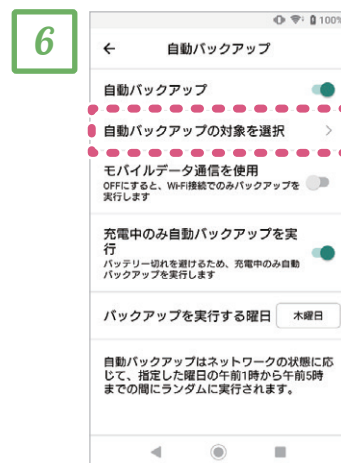 6
100%
自動バックアップ
自動バックアップ
自動バックアップの対象を選択
モバイルデータ通信を使用
OFFにすると、Wi-Fi接続でのみバックアップを
実行します
充電中のみ自動バックアップを実
行
バッテリー切れを避けるため、充電中のみ自動
バックアップを実行します
バックアップを実行する曜日 木曜日
自動バックアップはネットワークの状態に応
じて、指定した曜日の午前1時から午前5時
までの間にランダムに実行されます。